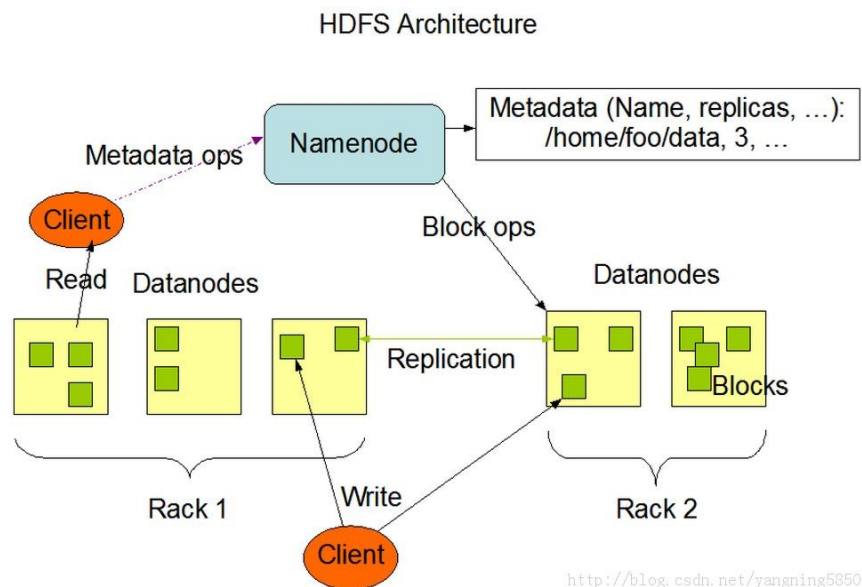 HDFS Architecture
Metadata (Name, replicas, …):
/home/foo/data, 3, …
Namenode
Metadata ops
Client
Block ops
Read
Datanodes
Datanodes
Replication
Blocks
Rack 1
Write
Rack 2
Client
http://blog.csdn.net/yangning5850